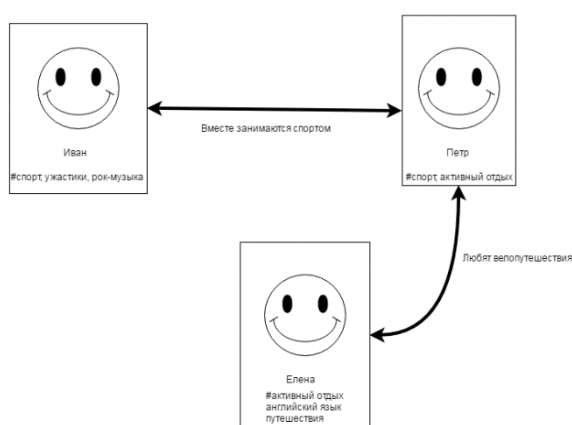 Вместе занимаются спортом
Иван
#спорт, ужастики, рок-музыка
Петр
#спорт, активный отдых
Любят велопутешествия
Елена
#активный отдых
английский язык
путешествия